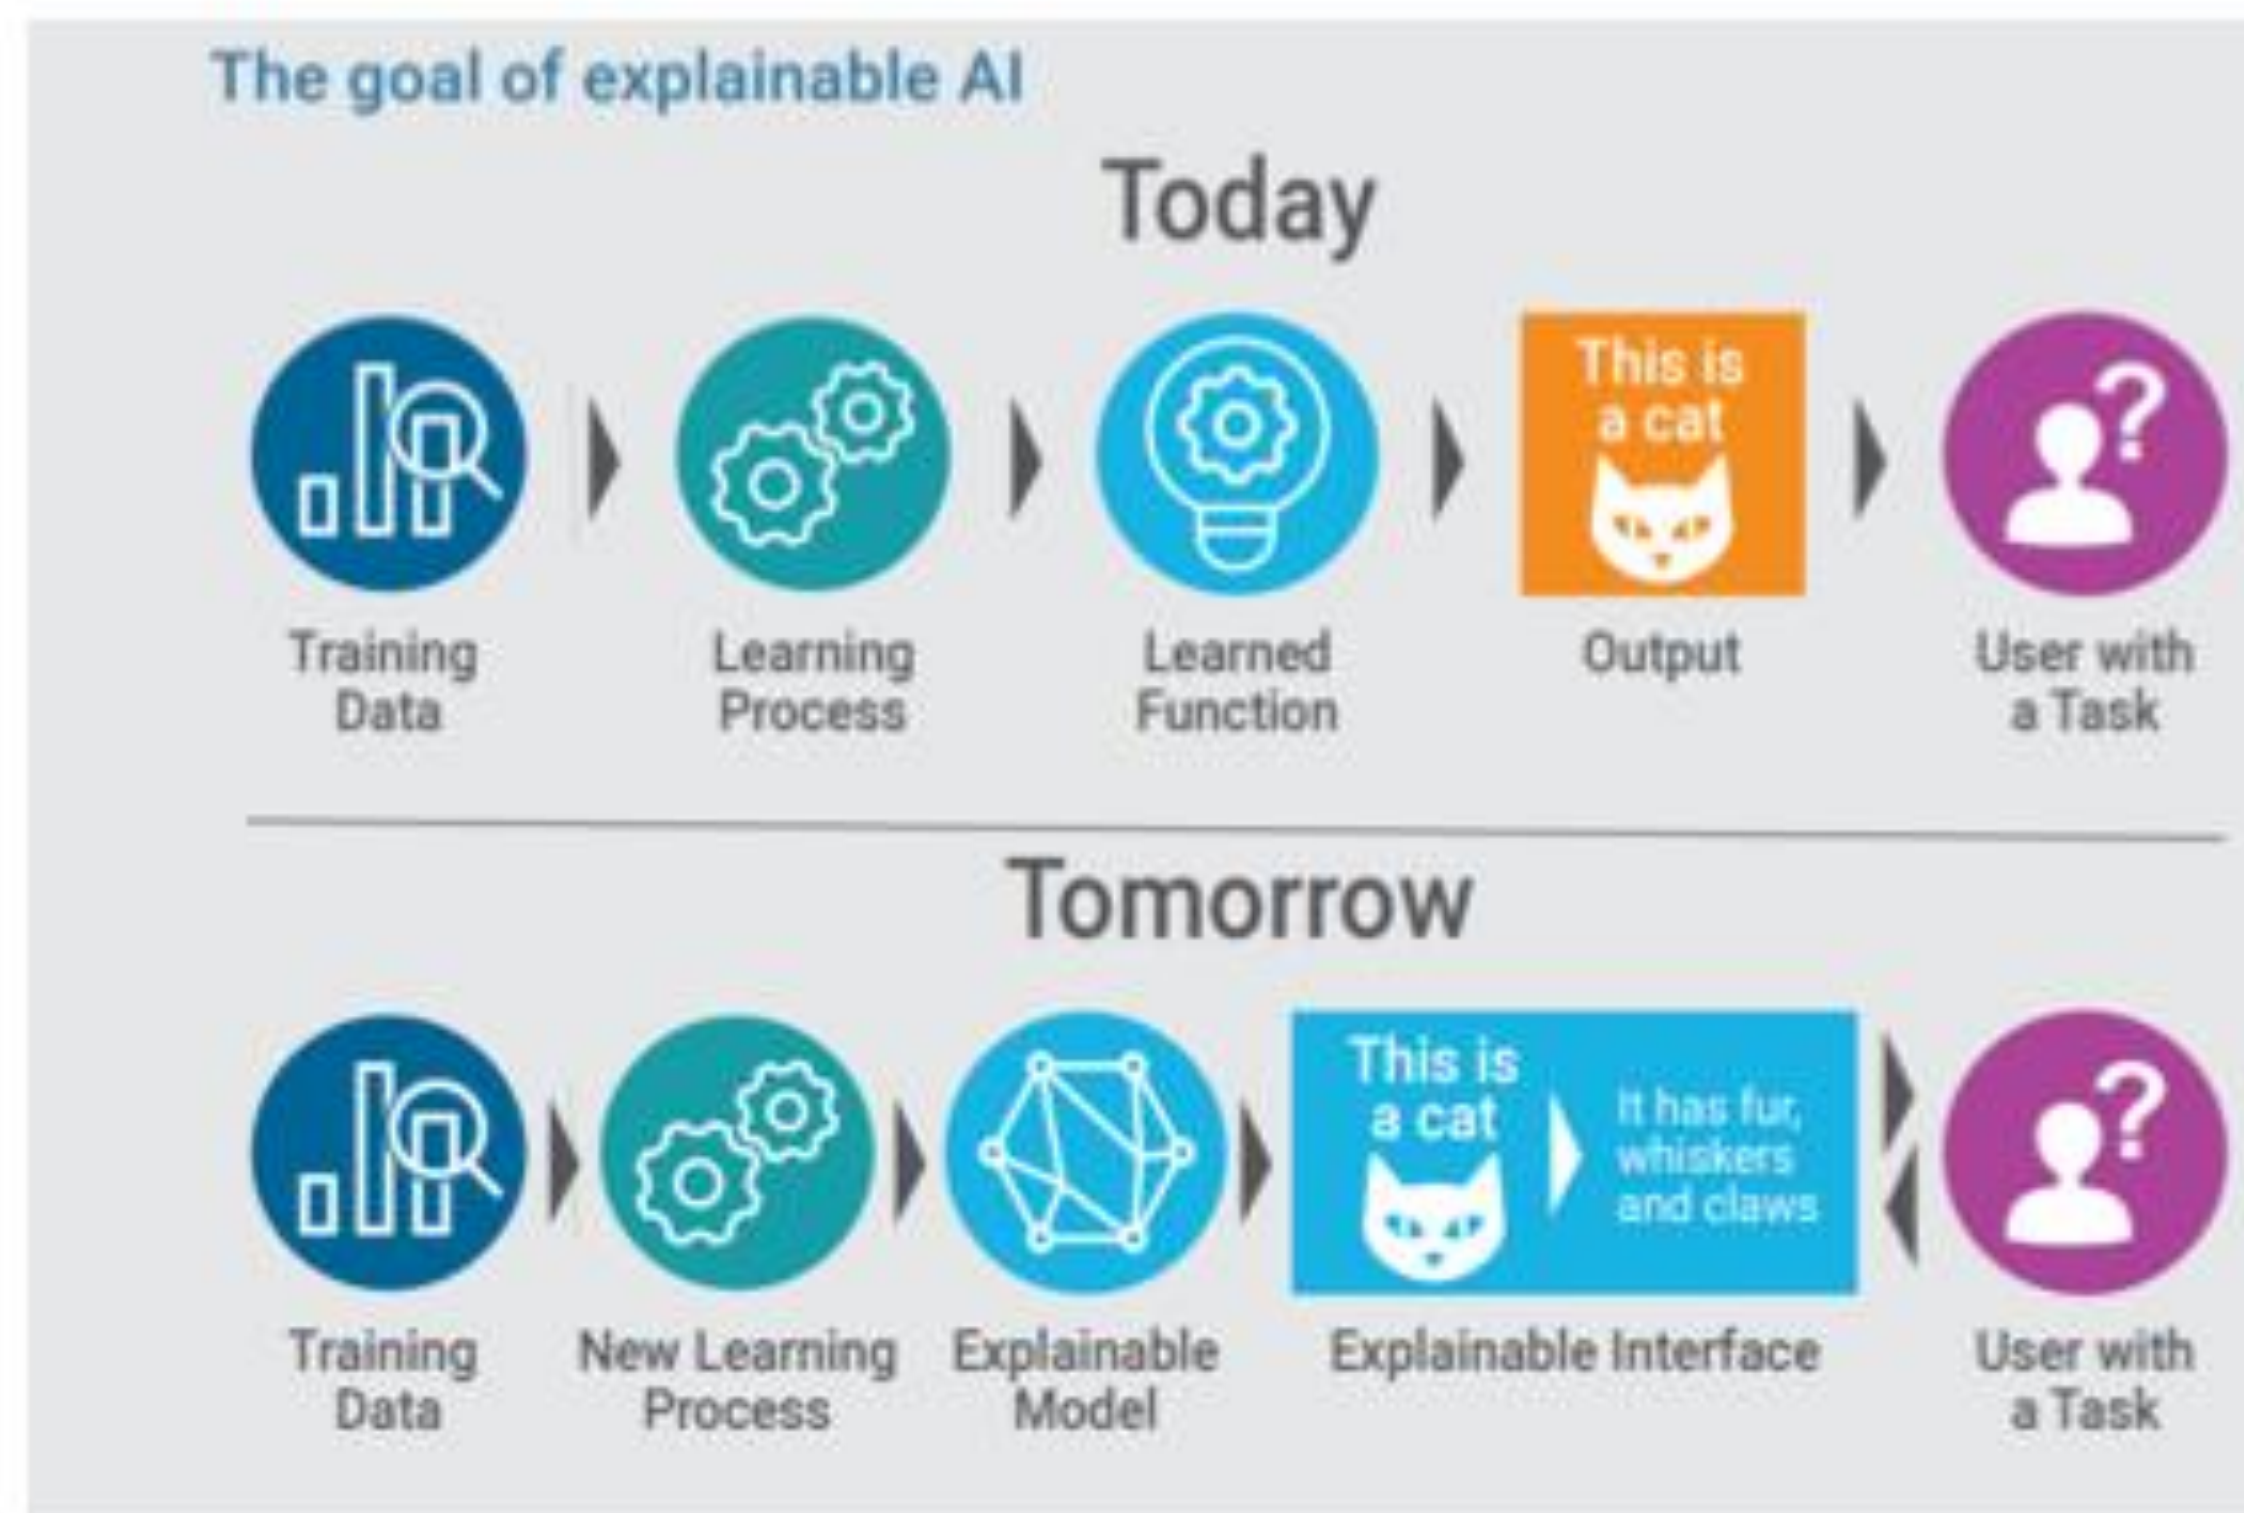 The goal of explainable AI
Today
This is
a cat
Training
Data
Learning
Process
Learned
Function
Output
User with
a Task
Tomorrow
This is
a cat
It has fur,
whiskers
and claws
Training
Data
New Learning
Process
Explainable
Model
Explainable Interface
User with
a Task